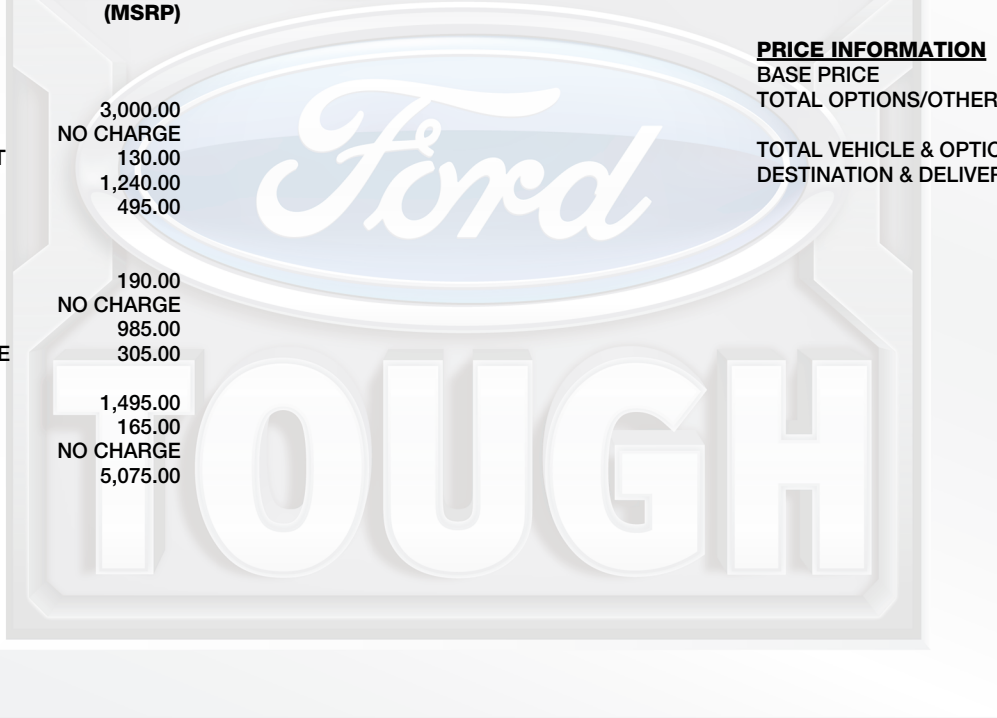 (MSRP)
3,000.00
NO CHARGE
T 130.00
1,240.00
495.00
190.00
NO CHARGE
985.00
E 305.00
1,495.00
165.00
NO CHARGE
5,075.00
PRICE INFORMATION
BASE PRICE
TOTAL OPTIONS/OTHER
TOTAL VEHICLE & OPTIO
DESTINATION & DELIVER
Ford
TOUGH